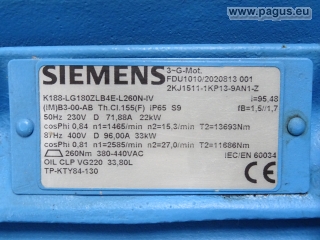 www.pagus.de
SIEMENS
3~G-Mot.
FDU1010/2020813 001
2KJ1511-1KP13-9AN1-Z
K188-LG180ZLB4E-L260N-IV i=95,48
(IM)B3-00-AB Th.Cl.155(F) IP65 S9 fB=1,5/1,7
50Hz 230V D 71,88A 22kW
cosPhi 0,84 n1=1465/min n2=15,3/min T2=13693Nm
87Hz 400V D 96,00A 33kW
cosPhi 0,81 n1=2585/min n2=27,0/min T2=11686Nm
260Nm 380-440VAC IEC/EN 60034
OIL CLP VG220 33,80L
TP-KTY84-130